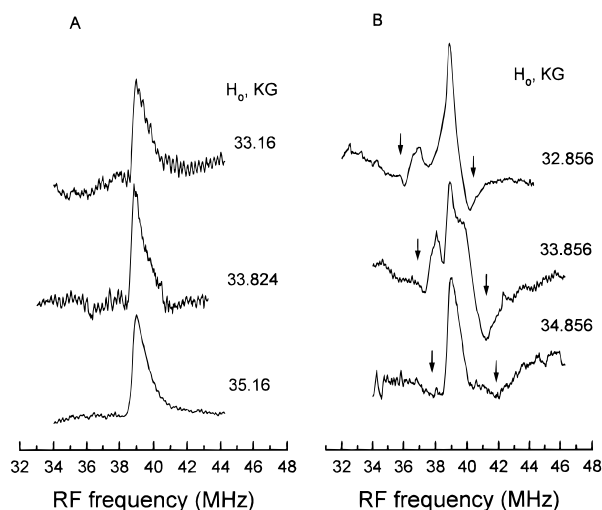 A
H₀, KG
33.16
33.824
35.16
32 34 36 38 40 42 44 46 48
RF frequency (MHz)
B
H₀, KG
32.856
33.856
34.856
32 34 36 38 40 42 44 46 48
RF frequency (MHz)